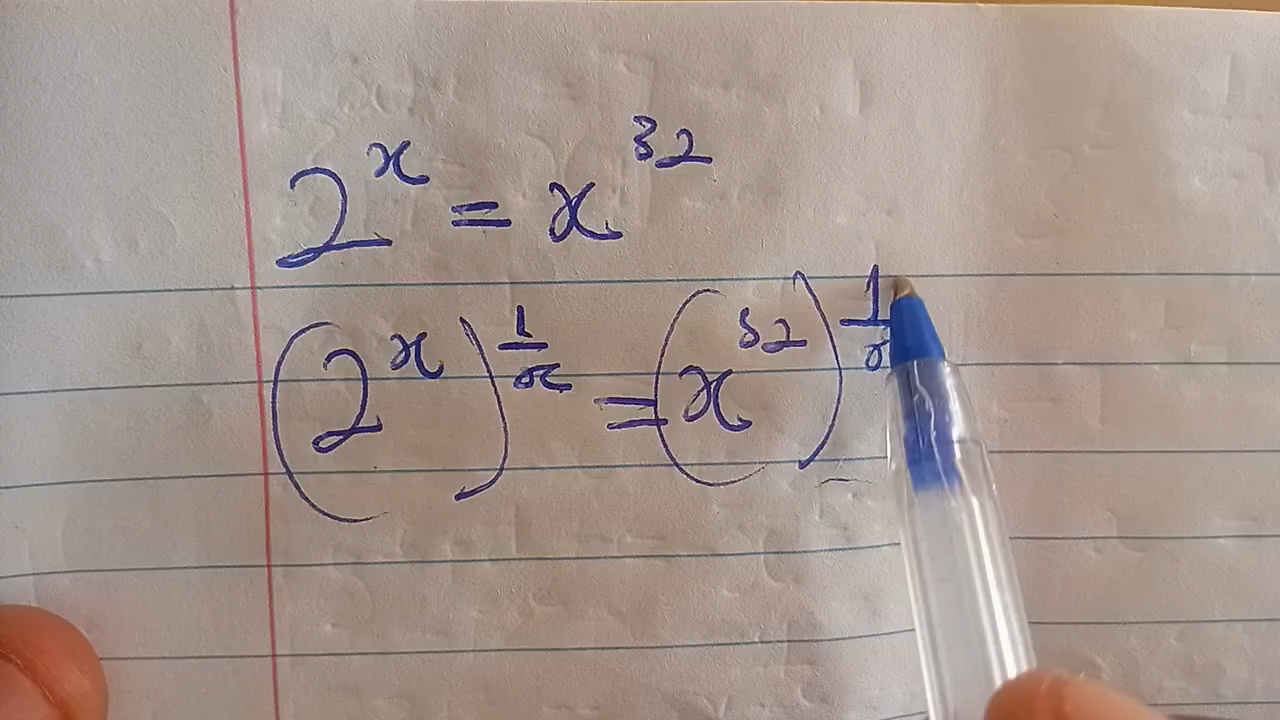 2^x = x^32
(2^x)^(1/x) = (x^32)^(1/x)